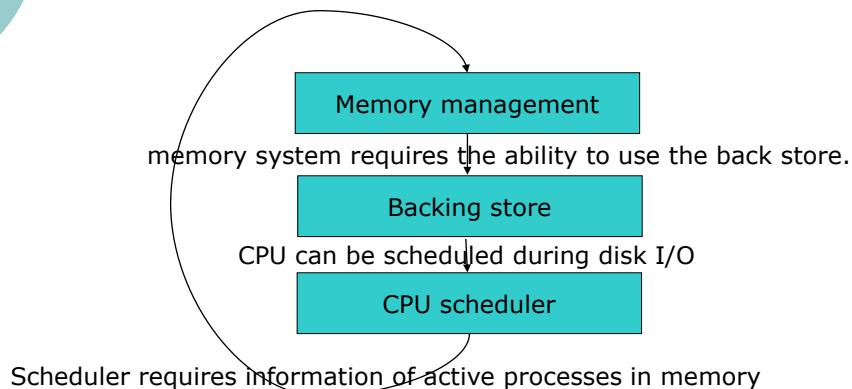 Memory management
memory system requires the ability to use the back store.
Backing store
CPU can be scheduled during disk I/O
CPU scheduler
Scheduler requires information of active processes in memory